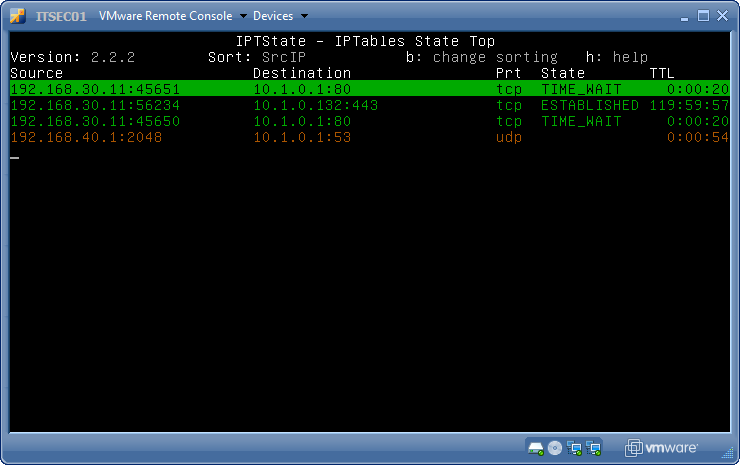 ITSEC01 VMware Remote Console Devices
IPTState - IPTables State Top
Version: 2.2.2 Sort: SrcIP b: change sorting h: help
Source Destination Prt State TTL
192.168.30.11:45651 10.1.0.1:80 tcp TIME_WAIT 0:00:20
192.168.30.11:56234 10.1.0.132:443 tcp ESTABLISHED 119:59:57
192.168.30.11:45650 10.1.0.1:80 tcp TIME_WAIT 0:00:20
192.168.40.1:2048 10.1.0.1:53 udp 0:00:54
vmware